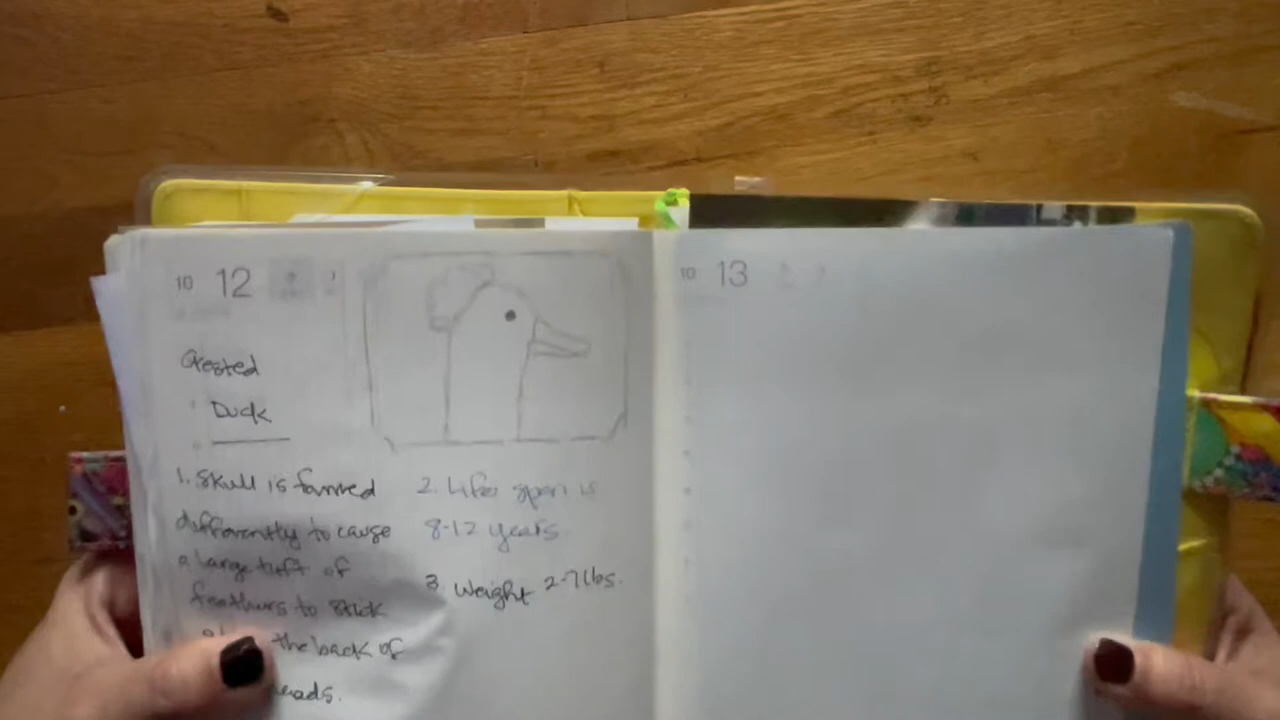 10 12
Crested
Duck
1. Skull is formed
differently to cause
a large tuft of
feathers to stick
the back of
heads.
2. Life span is
8-12 years
3. Weight 2-7 lbs.
10 13